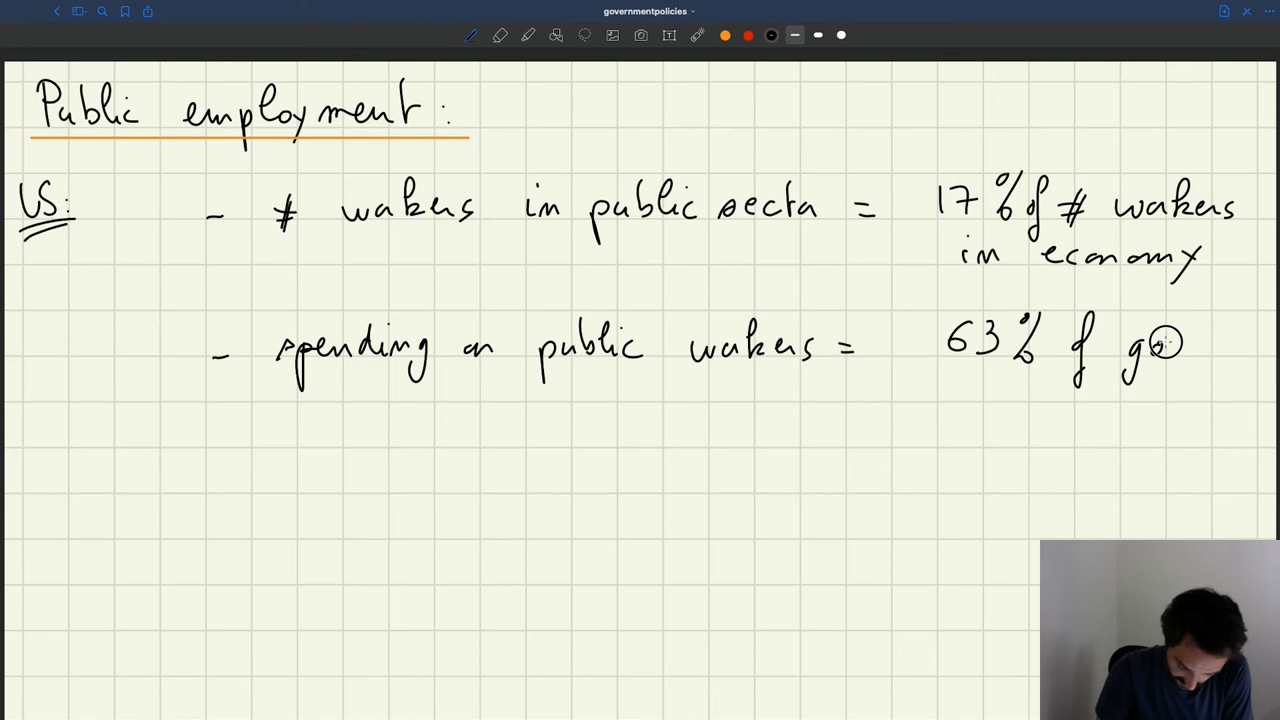 governmentpolicies
Public employment:
US: - # workers in public sector = 17% of # workers
in economy
- spending on public workers = 63% of go